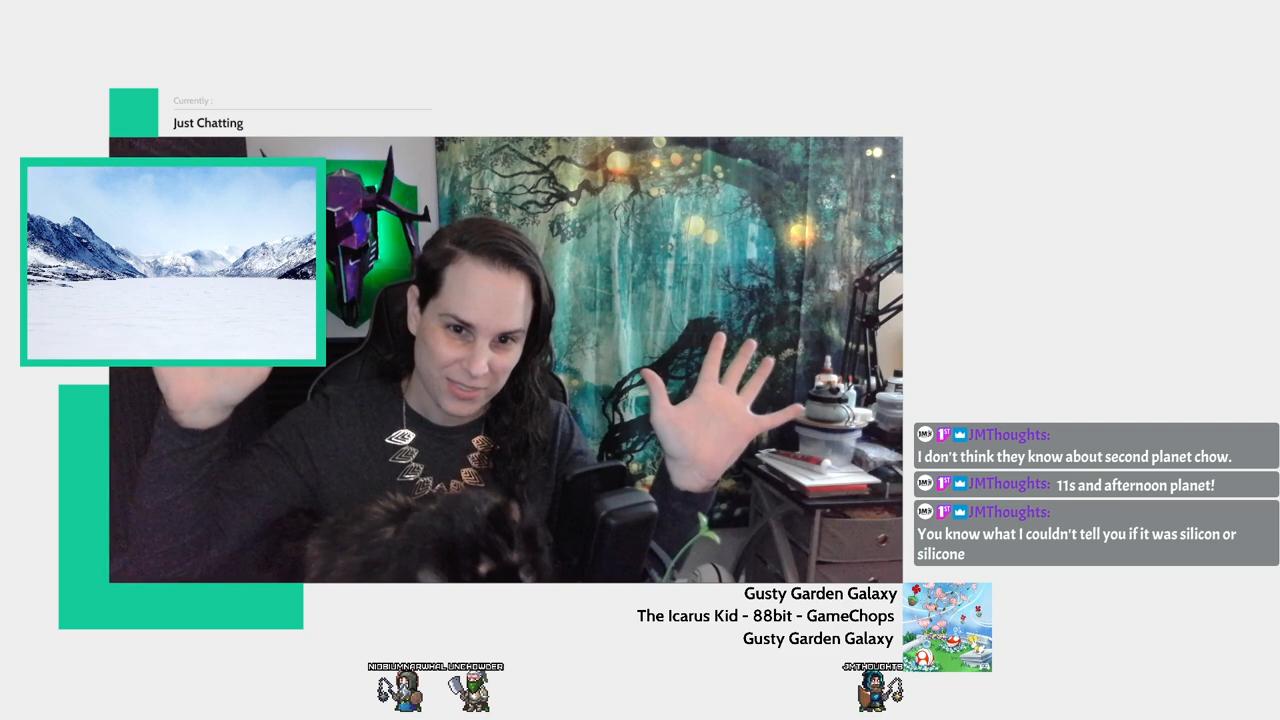 Currently :
Just Chatting
JMThoughts:
I don't think they know about second planet chow.
JMThoughts: 11s and afternoon planet!
JMThoughts:
You know what I couldn't tell you if it was silicon or
silicone
Gusty Garden Galaxy
The Icarus Kid - 88bit - GameChops
Gusty Garden Galaxy
NIOBIUMNARWHAL UNCHOWDER
JMTHOUGHTS